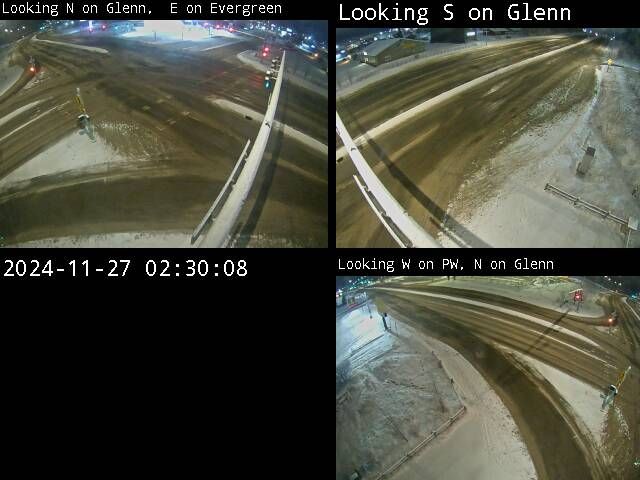 Looking N on Glenn,  E on Evergreen
Looking S on Glenn
2024-11-27 02:30:08
Looking W on PW, N on Glenn